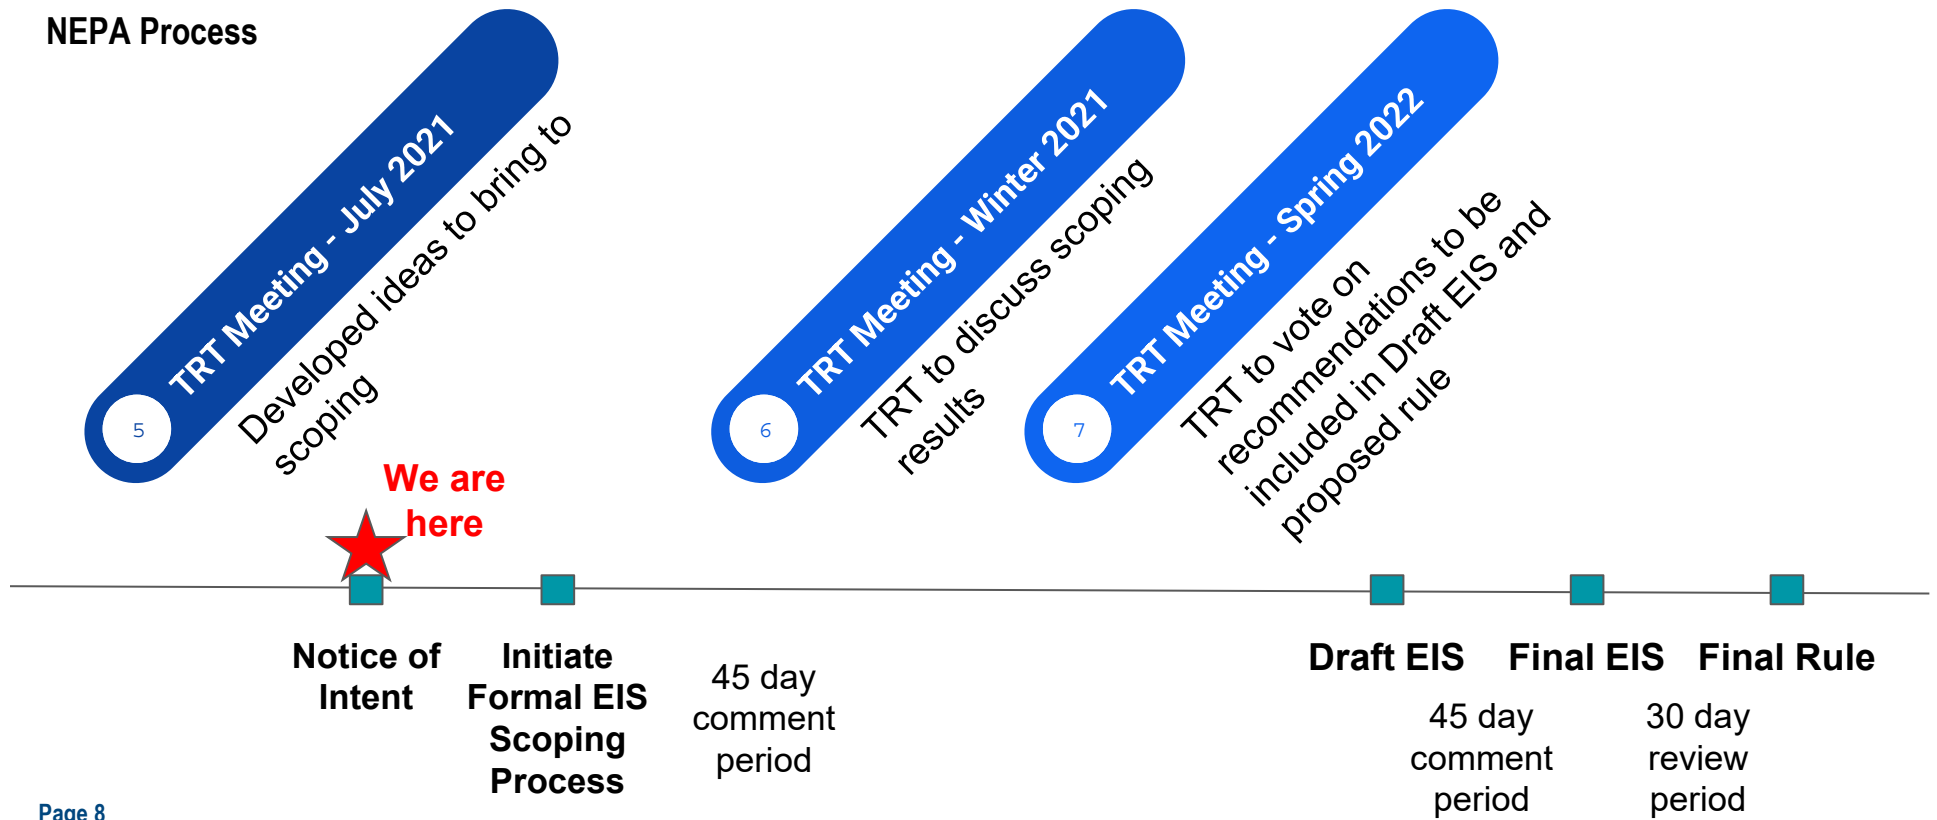 NEPA Process
TRT Meeting - July 2021
Developed ideas to bring to
scoping
5
TRT Meeting - Winter 2021
TRT to discuss scoping
results
6
TRT Meeting - Spring 2022
TRT to vote on
recommendations to be
included in Draft EIS and
proposed rule
7
We are
here
Notice of
Intent
Initiate
Formal EIS
Scoping
Process
45 day
comment
period
Draft EIS
45 day
comment
period
Final EIS
30 day
review
period
Final Rule
Page 8